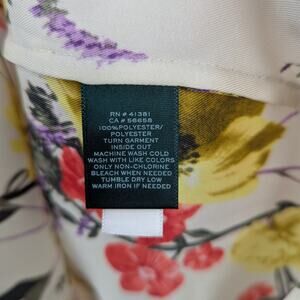 RN # 41381
CA # 56658
100%POLYESTER/
POLYESTER
TURN GARMENT
INSIDE OUT
MACHINE WASH COLD
WASH WITH LIKE COLORS
ONLY NON-CHLORINE
BLEACH WHEN NEEDED
TUMBLE DRY LOW
WARM IRON IF NEEDED